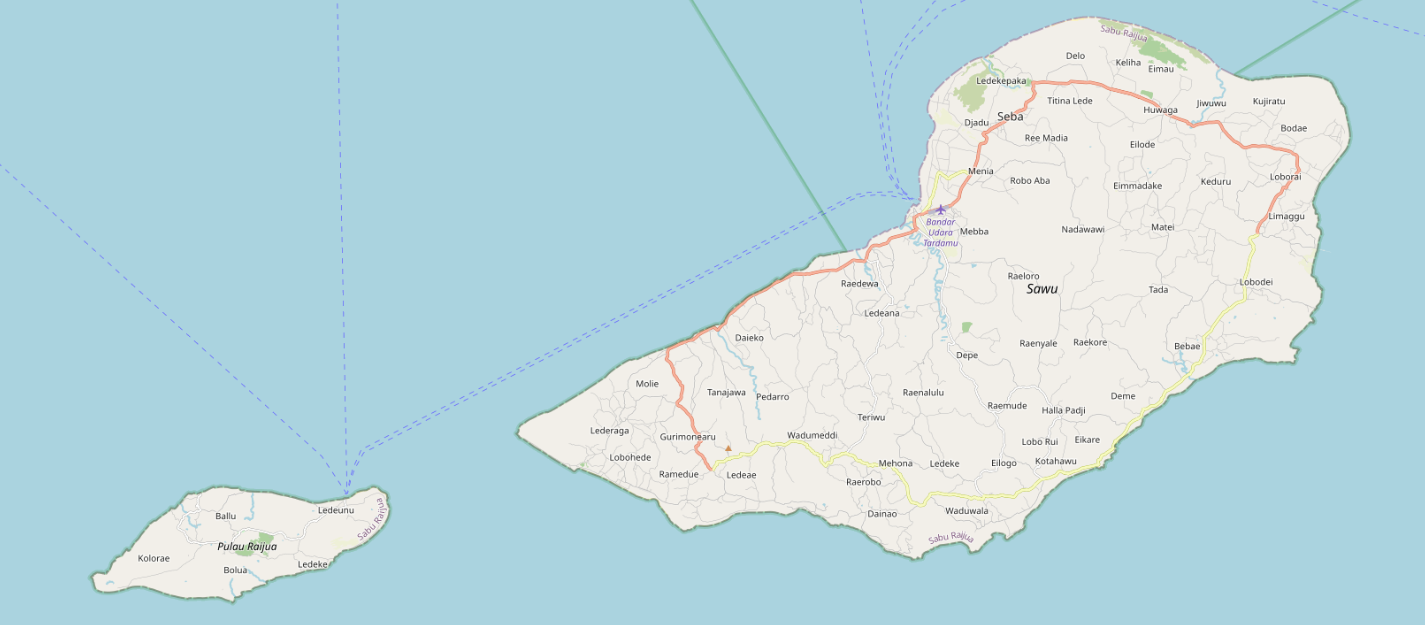 Sabu Raijua
Delo
Keliha
Eimau
Ledekepaka
Titina Lede
Huwaga
Jiwuwu
Kujiratu
Seba
Djadu
Bodae
Ree Madia
Eilode
Menia
Robo Aba
Eimmadake
Keduru
Loborai
Bandar
Udara
Tardamu
Mebba
Nadawawi
Matei
Limaggu
Raedewa
Raeloro
Sawu
Tada
Lobodei
Ledeana
Daieko
Depe
Raenyale
Raekore
Bebae
Molie
Tanajawa
Pedarro
Raenalulu
Raemude
Halla Padji
Deme
Teriwu
Lederaga
Gurimonearu
Wadumeddi
Lobo Rui
Eikare
Lobohede
Ramedue
Ledeae
Mehona
Ledeke
Eilogo
Kotahawu
Raerobo
Dainao
Waduwala
Sabu Raijua
Ledeunu
Ballu
Sabu Raijua
Pulau Raijua
Kolorae
Bolua
Ledeke